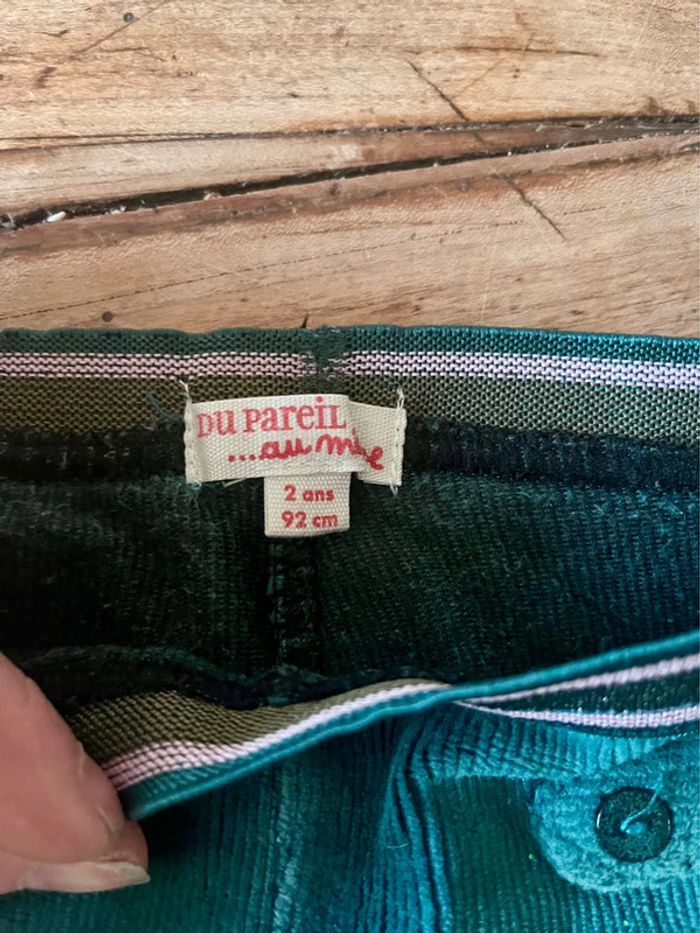 DU PAREIL
...au même
2 ans
92 cm